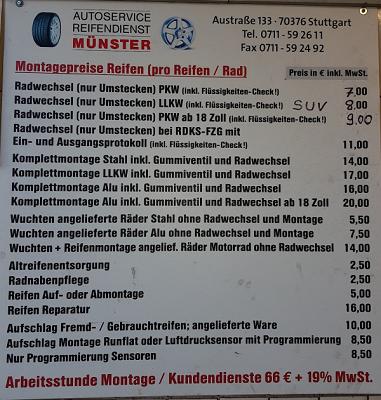 AUTOSERVICE
REIFENDIENST
MÜNSTER
Austraße 133 · 70376 Stuttgart
Tel. 0711 - 59 26 11
Fax 0711 - 59 24 92
Montagepreise Reifen (pro Reifen / Rad) Preis in € inkl. MwSt.
Radwechsel (nur Umstecken) PKW (inkl. Flüssigkeiten-Check!) 7,00
Radwechsel (nur Umstecken) LLKW (inkl. Flüssigkeiten-Check!) SUV 8,00
Radwechsel (nur Umstecken) PKW ab 18 Zoll (inkl. Flüssigkeiten-Check!) 9,00
Radwechsel (nur Umstecken) bei RDKS-FZG mit
Ein- und Ausgangsprotokoll (inkl. Flüssigkeiten-Check!) 11,00
Komplettmontage Stahl inkl. Gummiventil und Radwechsel 14,00
Komplettmontage LLKW inkl. Gummiventil und Radwechsel 17,00
Komplettmontage Alu inkl. Gummiventil und Radwechsel 16,00
Komplettmontage Alu inkl. Gummiventil und Radwechsel ab 18 Zoll 20,00
Wuchten angelieferte Räder Stahl ohne Radwechsel und Montage 5,50
Wuchten angelieferte Räder Alu ohne Radwechsel und Montage 7,50
Wuchten + Reifenmontage angelief. Räder Motorrad ohne Radwechsel 14,00
Altreifenentsorgung 2,50
Radnabenpflege 2,50
Reifen Auf- oder Abmontage 5,00
Reifen Reparatur 16,00
Aufschlag Fremd- / Gebrauchtreifen; angelieferte Ware 10,00
Aufschlag Montage Runflat oder Luftdrucksensor mit Programmierung 8,50
Nur Programmierung Sensoren 8,50
Arbeitsstunde Montage / Kundendienste 66 € + 19% MwSt.